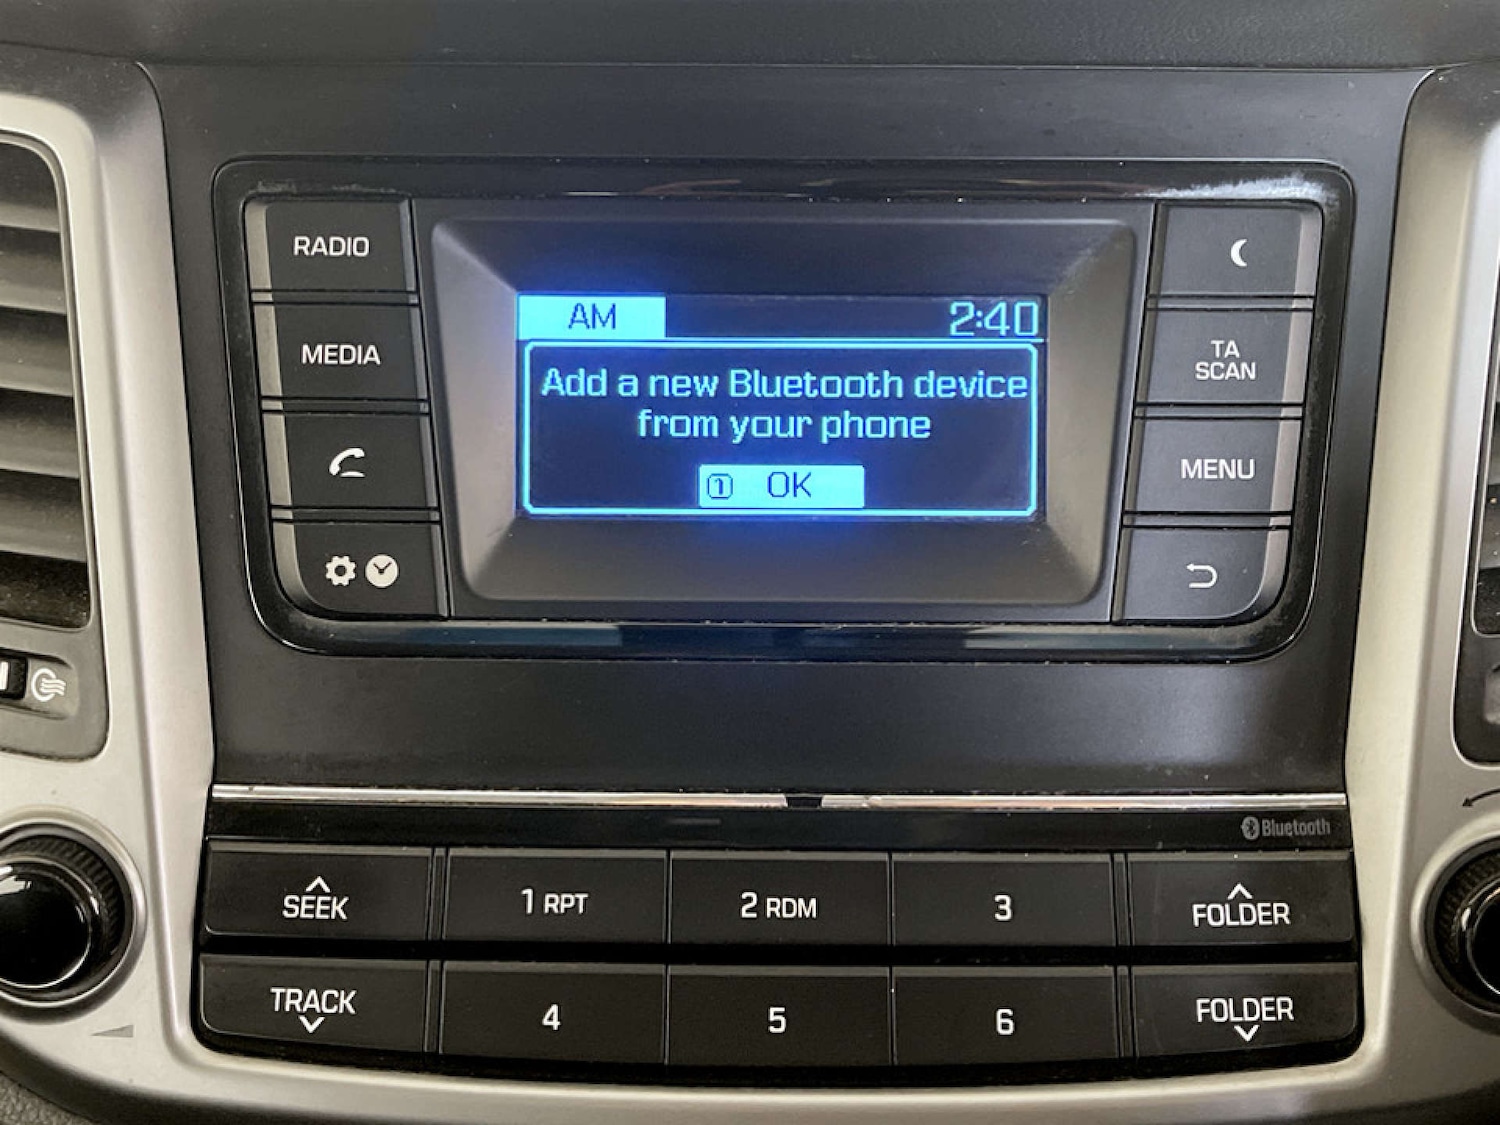 RADIO
MEDIA
AM 2:40
Add a new Bluetooth device
from your phone
1 OK
TA
SCAN
MENU
Bluetooth
SEEK
1 RPT
2 RDM
3
FOLDER
TRACK
4
5
6
FOLDER